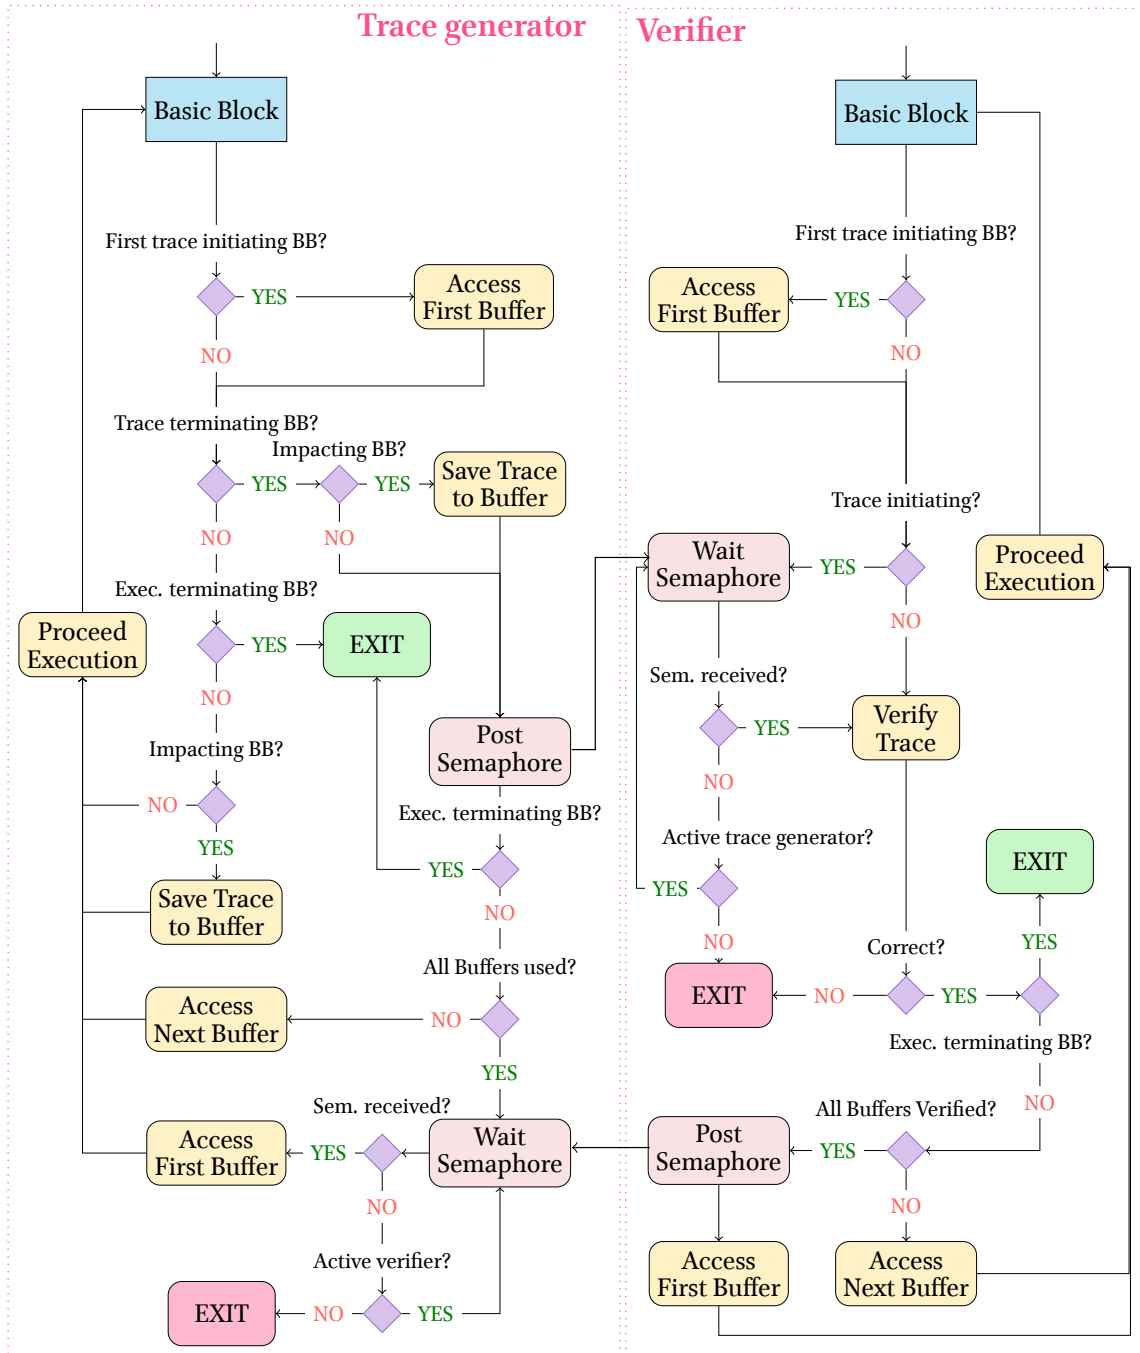 Trace generator
Basic Block
First trace initiating BB?
YES
Access
First Buffer
NO
Trace terminating BB?
Impacting BB?
YES
YES
Save Trace
to Buffer
NO
NO
Exec. terminating BB?
Proceed
Execution
YES
EXIT
NO
Post
Semaphore
Impacting BB?
NO
YES
Exec. terminating BB?
YES
Save Trace
to Buffer
NO
All Buffers used?
Access
Next Buffer
NO
YES
Sem. received?
Access
First Buffer
YES
Wait
Semaphore
NO
Active verifier?
EXIT
NO
YES
Verifier
Basic Block
First trace initiating BB?
Access
First Buffer
YES
NO
Trace initiating?
Wait
Semaphore
YES
Proceed
Execution
NO
Sem. received?
YES
Verify
Trace
NO
Active trace generator?
EXIT
YES
NO
YES
Correct?
EXIT
NO
YES
Exec. terminating BB?
NO
All Buffers Verified?
Post
Semaphore
YES
NO
Access
First Buffer
Access
Next Buffer